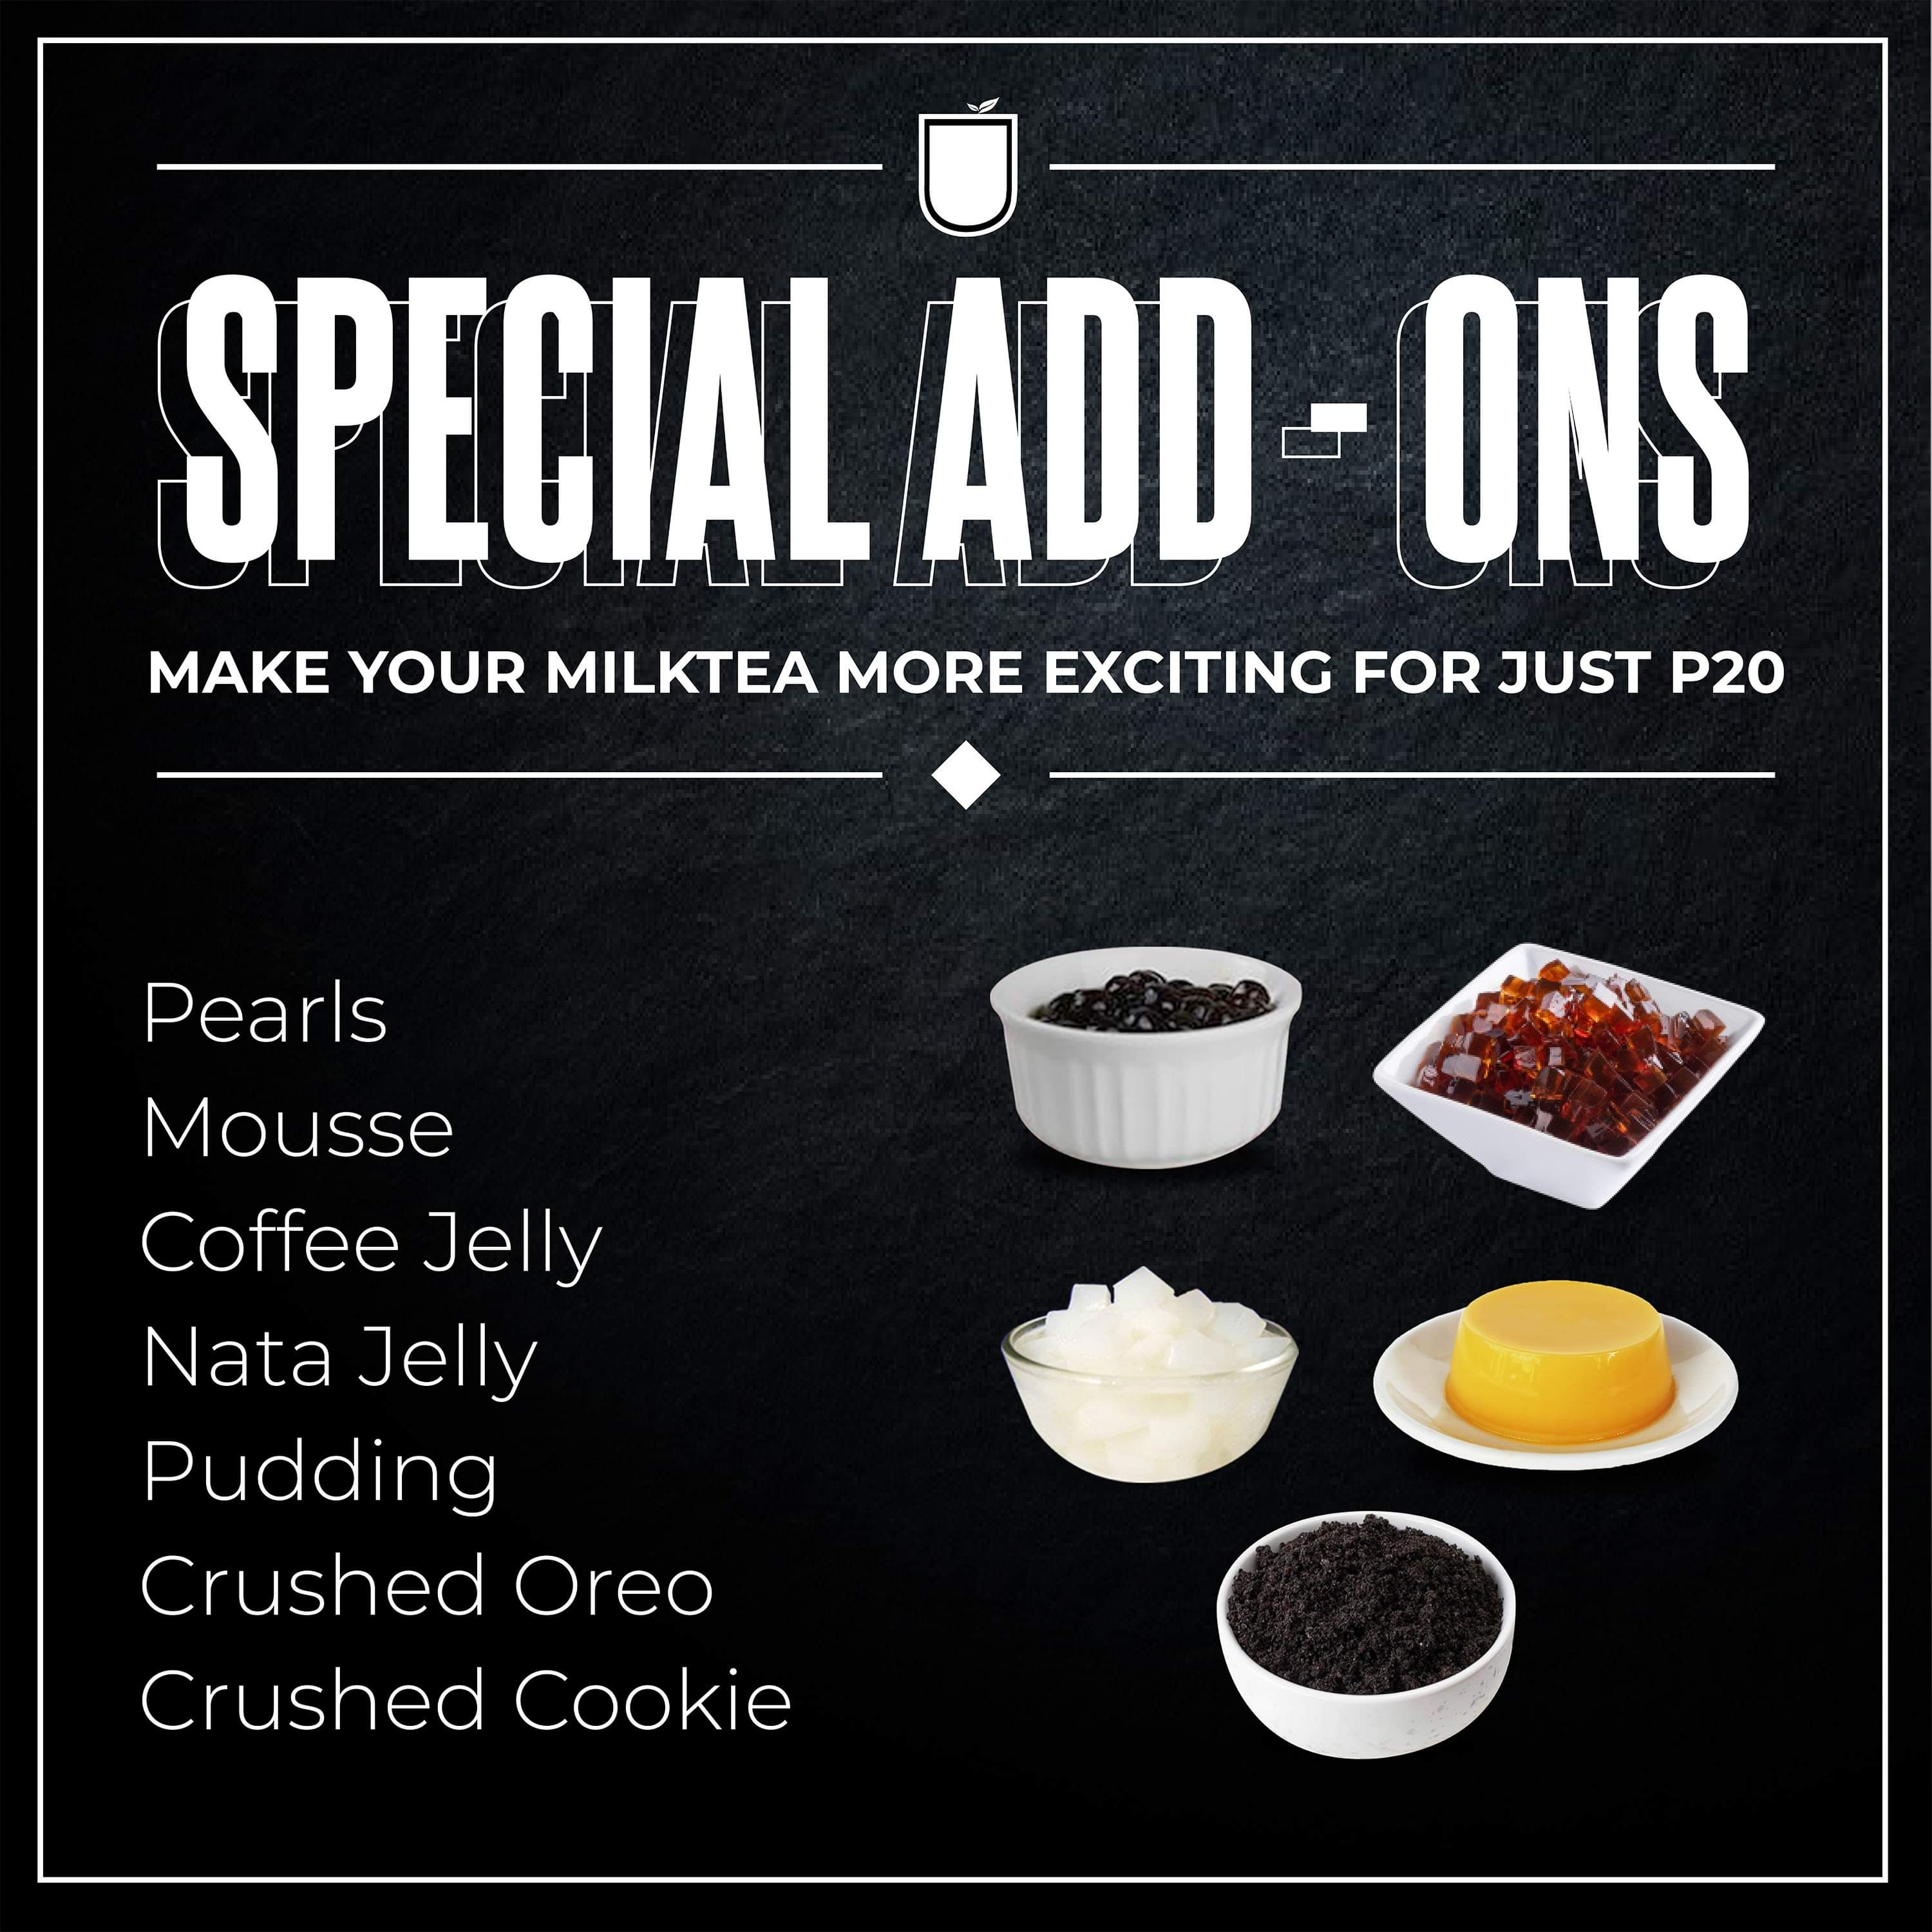 SPECIAL ADD - ONS
MAKE YOUR MILKTEA MORE EXCITING FOR JUST P20
Pearls
Mousse
Coffee Jelly
Nata Jelly
Pudding
Crushed Oreo
Crushed Cookie